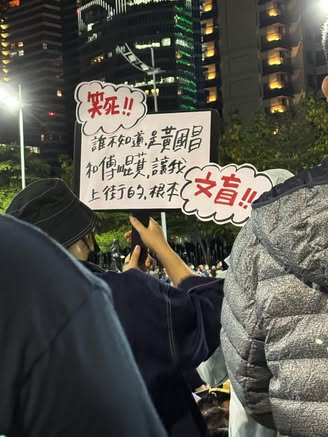 笑死!!
誰不知道,是黃國昌
和傅崐萁,讓我
上街的,根本
文盲!!